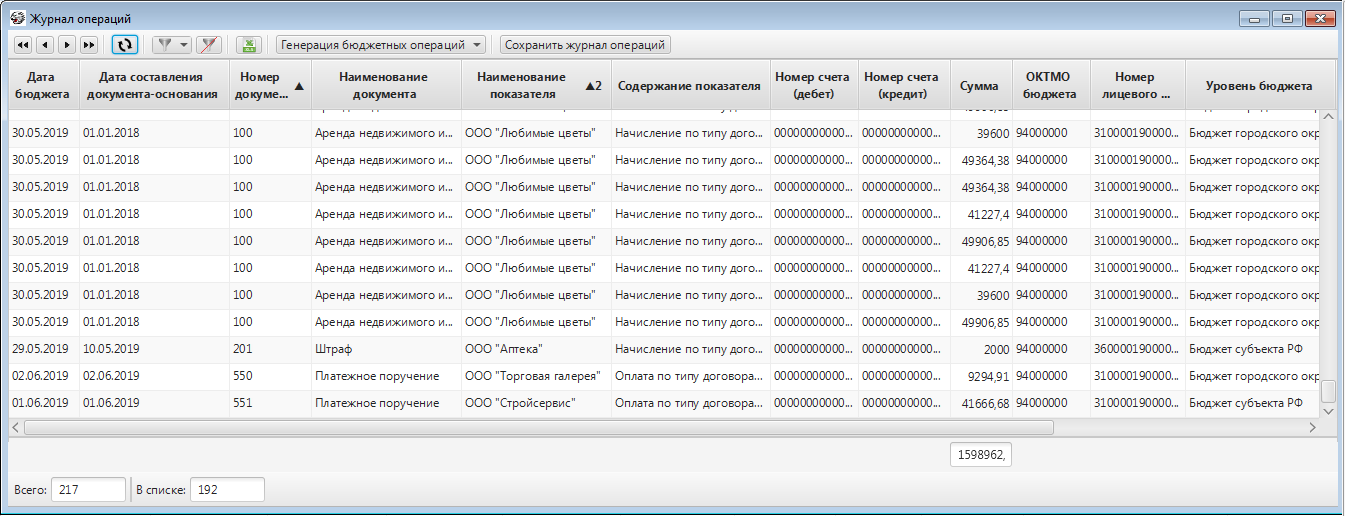 Журнал операций
Генерация бюджетных операций Сохранить журнал операций
Дата бюджета Дата составления документа-основания Номер докуме... ▲ Наименование документа Наименование показателя ▲2 Содержание показателя Номер счета (дебет) Номер счета (кредит) Сумма ОКТМО бюджета Номер лицевого ... Уровень бюджета
30.05.2019 01.01.2018 100 Аренда недвижимого и... ООО "Любимые цветы" Начисление по типу дого... 00000000000... 00000000000... 39600 94000000 310000190000... Бюджет городского окр
30.05.2019 01.01.2018 100 Аренда недвижимого и... ООО "Любимые цветы" Начисление по типу дого... 00000000000... 00000000000... 49364,38 94000000 310000190000... Бюджет городского окр
30.05.2019 01.01.2018 100 Аренда недвижимого и... ООО "Любимые цветы" Начисление по типу дого... 00000000000... 00000000000... 49364,38 94000000 310000190000... Бюджет городского окр
30.05.2019 01.01.2018 100 Аренда недвижимого и... ООО "Любимые цветы" Начисление по типу дого... 00000000000... 00000000000... 41227,4 94000000 310000190000... Бюджет городского окр
30.05.2019 01.01.2018 100 Аренда недвижимого и... ООО "Любимые цветы" Начисление по типу дого... 00000000000... 00000000000... 49906,85 94000000 310000190000... Бюджет городского окр
30.05.2019 01.01.2018 100 Аренда недвижимого и... ООО "Любимые цветы" Начисление по типу дого... 00000000000... 00000000000... 41227,4 94000000 310000190000... Бюджет городского окр
30.05.2019 01.01.2018 100 Аренда недвижимого и... ООО "Любимые цветы" Начисление по типу дого... 00000000000... 00000000000... 39600 94000000 310000190000... Бюджет городского окр
30.05.2019 01.01.2018 100 Аренда недвижимого и... ООО "Любимые цветы" Начисление по типу дого... 00000000000... 00000000000... 49906,85 94000000 310000190000... Бюджет городского окр
29.05.2019 10.05.2019 201 Штраф ООО "Аптека" Начисление по типу дого... 00000000000... 00000000000... 2000 94000000 360000190000... Бюджет субъекта РФ
02.06.2019 02.06.2019 550 Платежное поручение ООО "Торговая галерея" Оплата по типу договора... 00000000000... 00000000000... 9294,91 94000000 310000190000... Бюджет городского окр
01.06.2019 01.06.2019 551 Платежное поручение ООО "Стройсервис" Оплата по типу договора... 00000000000... 00000000000... 41666,68 94000000 310000190000... Бюджет субъекта РФ
1598962,
Всего: 217 В списке: 192